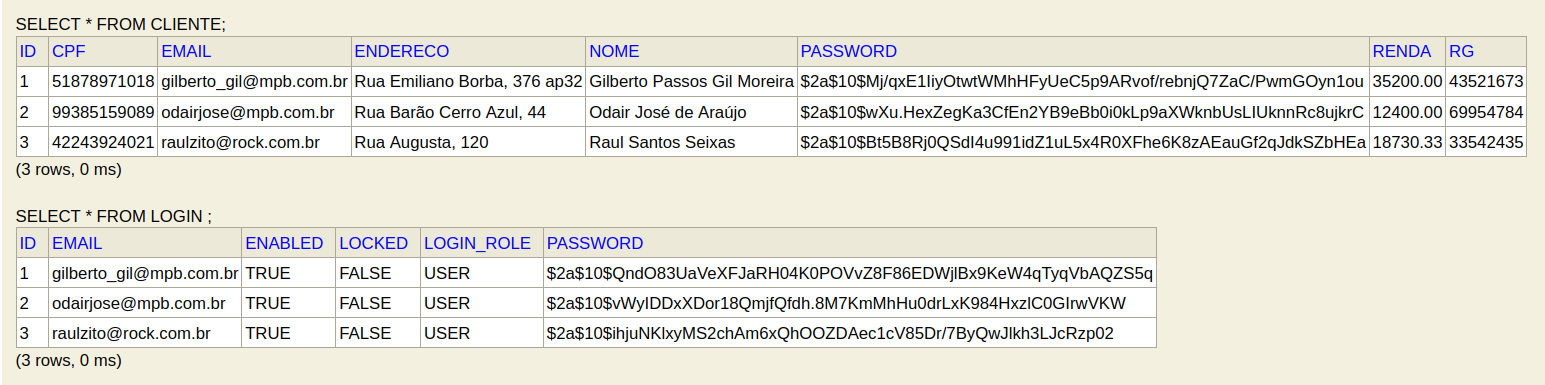 SELECT * FROM CLIENTE;
ID CPF EMAIL ENDERECO NOME PASSWORD RENDA RG
1 51878971018 gilberto_gil@mpb.com.br Rua Emiliano Borba, 376 ap32 Gilberto Passos Gil Moreira $2a$10$Mj/qxE1IiyOtwtWMhHFyUeC5p9ARvof/rebnjQ7ZaC/PwmGOyn1ou 35200.00 43521673
2 99385159089 odairjose@mpb.com.br Rua Barão Cerro Azul, 44 Odair José de Araújo $2a$10$wXu.HexZegKa3CfEn2YB9eBb0i0kLp9aXWknbUsLIUknnRc8ujkrC 12400.00 69954784
3 42243924021 raulzito@rock.com.br Rua Augusta, 120 Raul Santos Seixas $2a$10$Bt5B8Rj0QSdI4u991idZ1uL5x4R0XFhe6K8zAEauGf2qJdkSZbHEa 18730.33 33542435
(3 rows, 0 ms)
SELECT * FROM LOGIN ;
ID EMAIL ENABLED LOCKED LOGIN_ROLE PASSWORD
1 gilberto_gil@mpb.com.br TRUE FALSE USER $2a$10$QndO83UaVeXFJaRH04K0POVvZ8F86EDWjlBx9KeW4qTyqVbAQZS5q
2 odairjose@mpb.com.br TRUE FALSE USER $2a$10$vWyIDDxXDor18QmjfQfdh.8M7KmMhHu0drLxK984HxzlC0GIrwVKW
3 raulzito@rock.com.br TRUE FALSE USER $2a$10$ihjuNKlxyMS2chAm6xQhOOZDAec1cV85Dr/7ByQwJlkh3LJcRzp02
(3 rows, 0 ms)